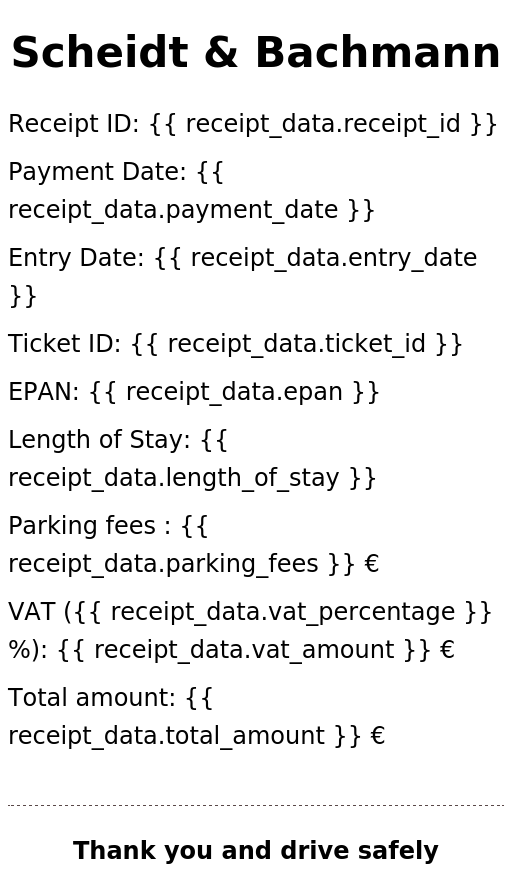 Scheidt & Bachmann
Receipt ID: {{ receipt_data.receipt_id }}
Payment Date: {{
receipt_data.payment_date }}
Entry Date: {{ receipt_data.entry_date
}}
Ticket ID: {{ receipt_data.ticket_id }}
EPAN: {{ receipt_data.epan }}
Length of Stay: {{
receipt_data.length_of_stay }}
Parking fees : {{
receipt_data.parking_fees }} €
VAT ({{ receipt_data.vat_percentage }}
%): {{ receipt_data.vat_amount }} €
Total amount: {{
receipt_data.total_amount }} €
Thank you and drive safely